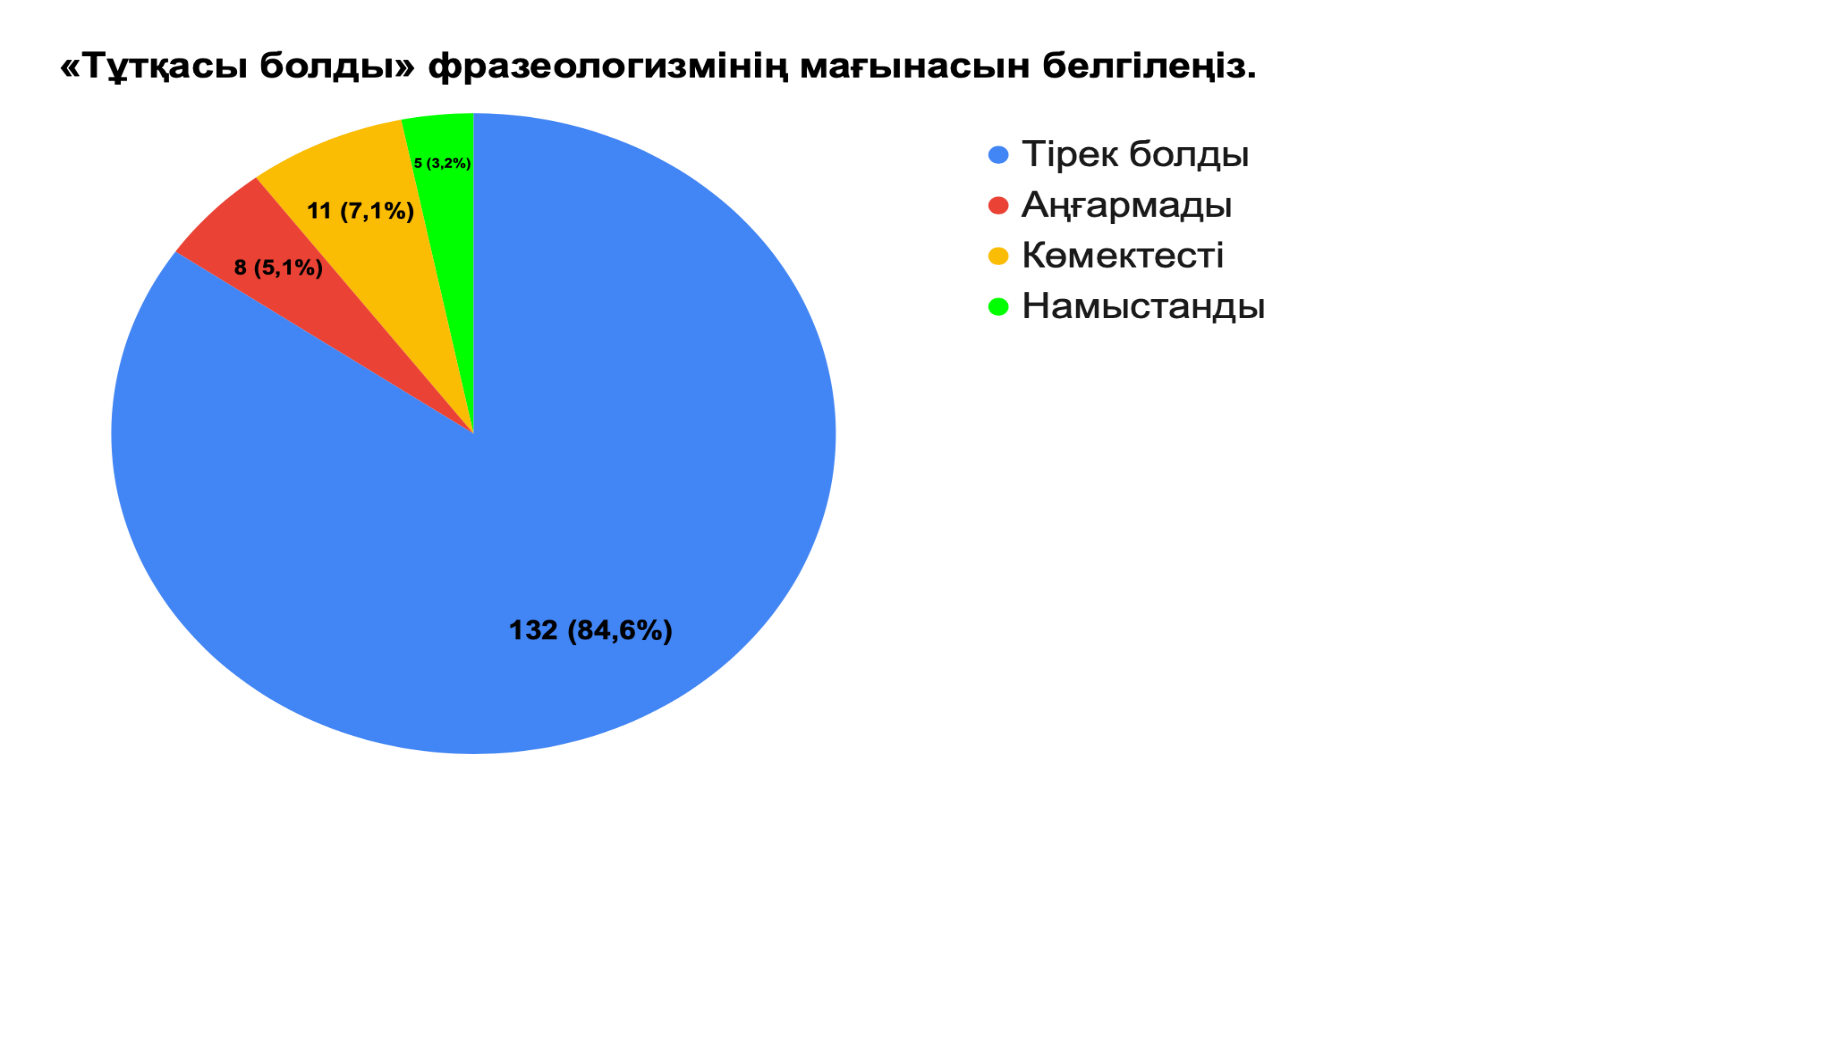 «Тұтқасы болды» фразеологизмінің мағынасын белгілеңіз.
5 (3,2%)
11 (7,1%)
8 (5,1%)
132 (84,6%)
Тірек болды
Аңғармады
Көмектесті
Намыстанды